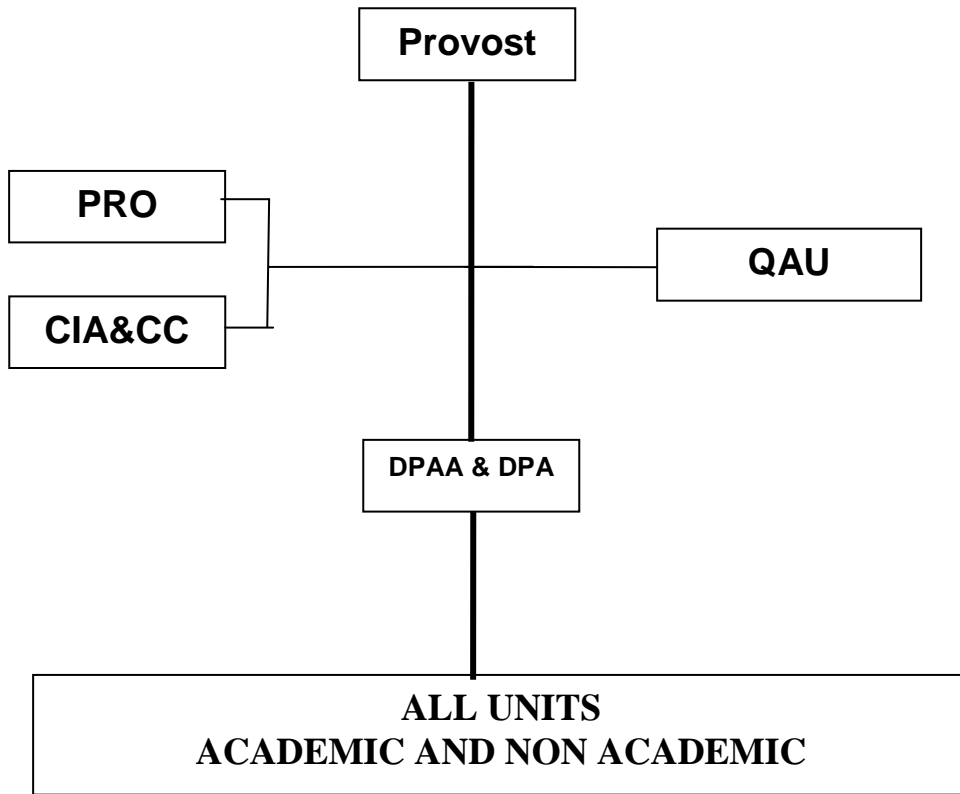 Provost
PRO
QAU
CIA&CC
DPAA & DPA
ALL UNITS
ACADEMIC AND NON ACADEMIC